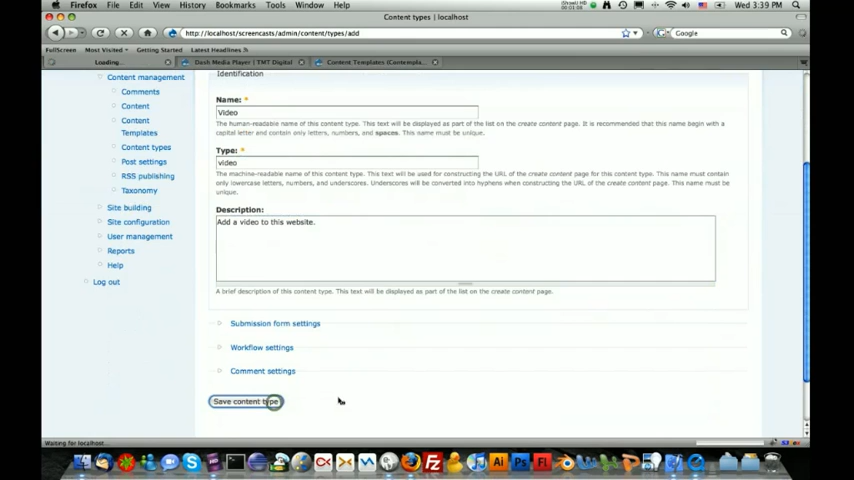 Firefox File Edit View History Bookmarks Tools Window Help
Wed 3:39 PM
Content types | localhost
http://localhost/screencasts/admin/content/types/add
Google
FullScreen Most Visited Getting Started Latest Headlines
Loading... Dash Media Player | TMT Digital Content Templates (Contempla...
Content management
Comments
Content
Content Templates
Content types
Post settings
RSS publishing
Taxonomy
Site building
Site configuration
User management
Reports
Help
Log out
Identification
Name: *
Video
The human-readable name of this content type. This text will be displayed as part of the list on the create content page. It is recommended that this name begin with a
capital letter and contain only letters, numbers, and spaces. This name must be unique.
Type: *
video
The machine-readable name of this content type. This text will be used for constructing the URL of the create content page for this content type. This name must contain
only lowercase letters, numbers, and underscores. Underscores will be converted into hyphens when constructing the URL of the create content page. This name must be
unique.
Description:
Add a video to this website.
A brief description of this content type. This text will be displayed as part of the list on the create content page.
Submission form settings
Workflow settings
Comment settings
Save content type
Waiting for localhost...